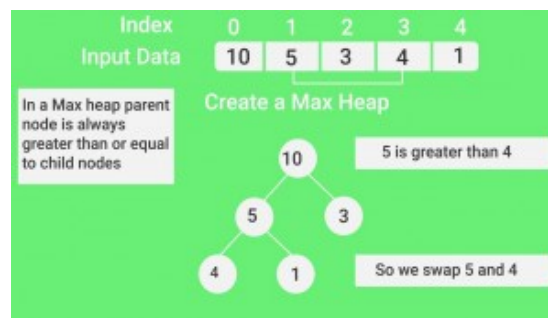 Index 0 1 2 3 4
Input Data 10 5 3 4 1
In a Max heap parent
node is always
greater than or equal
to child nodes
Create a Max Heap
10
5 is greater than 4
5 3
4 1
So we swap 5 and 4